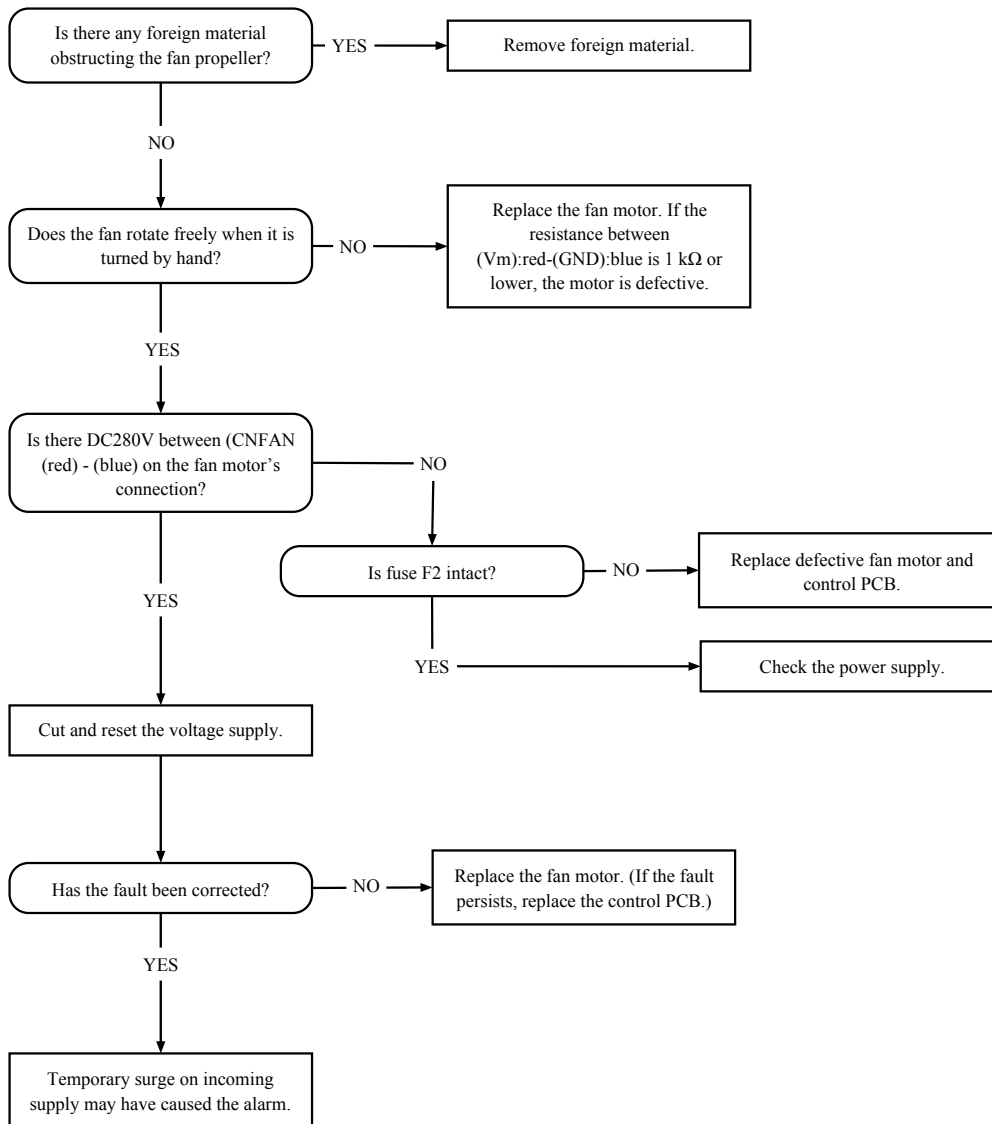 Is there any foreign material
obstructing the fan propeller?
YES
Remove foreign material.
NO
Does the fan rotate freely when it is
turned by hand?
NO
Replace the fan motor. If the
resistance between
(Vm):red-(GND):blue is 1 kΩ or
lower, the motor is defective.
YES
Is there DC280V between (CNFAN
(red) - (blue) on the fan motor’s
connection?
NO
Is fuse F2 intact?
NO
Replace defective fan motor and
control PCB.
YES
YES
Check the power supply.
Cut and reset the voltage supply.
Has the fault been corrected?
NO
Replace the fan motor. (If the fault
persists, replace the control PCB.)
YES
Temporary surge on incoming
supply may have caused the alarm.